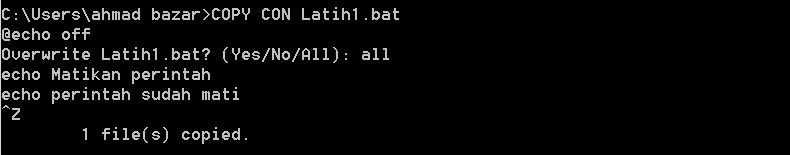 C:\Users\ahmad bazar>COPY CON Latih1.bat
@echo off
Overwrite Latih1.bat? (Yes/No/All): all
echo Matikan perintah
echo perintah sudah mati
^Z
        1 file(s) copied.